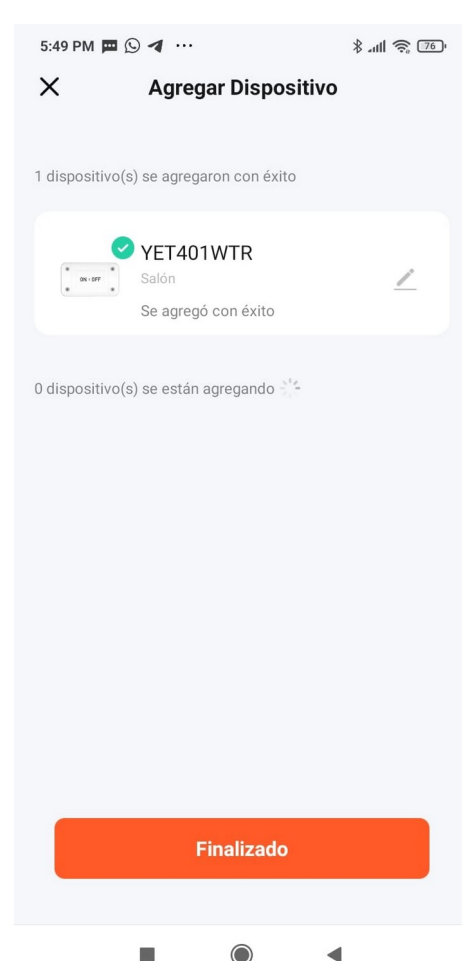 5:49 PM ... 76
Agregar Dispositivo
1 dispositivo(s) se agregaron con éxito
YET401WTR
ON - OFF
Salón
Se agregó con éxito
0 dispositivo(s) se están agregando
Finalizado